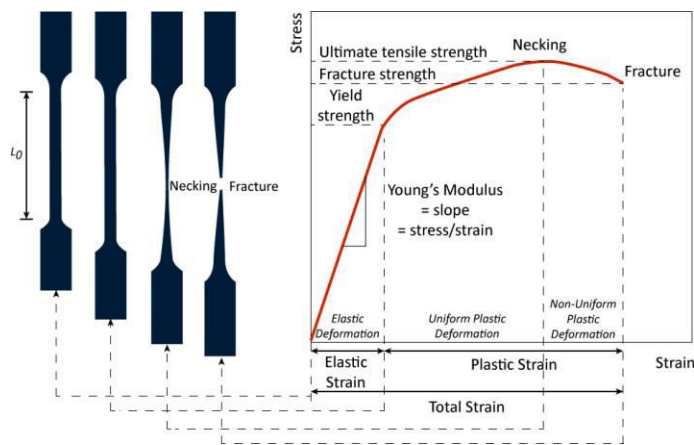 L0
Necking
Fracture
Stress
Ultimate tensile strength
Necking
Fracture strength
Fracture
Yield
strength
Young's Modulus
= slope
= stress/strain
Elastic
Deformation
Uniform Plastic
Deformation
Non-Uniform
Plastic
Deformation
Elastic
Strain
Plastic Strain
Strain
Total Strain